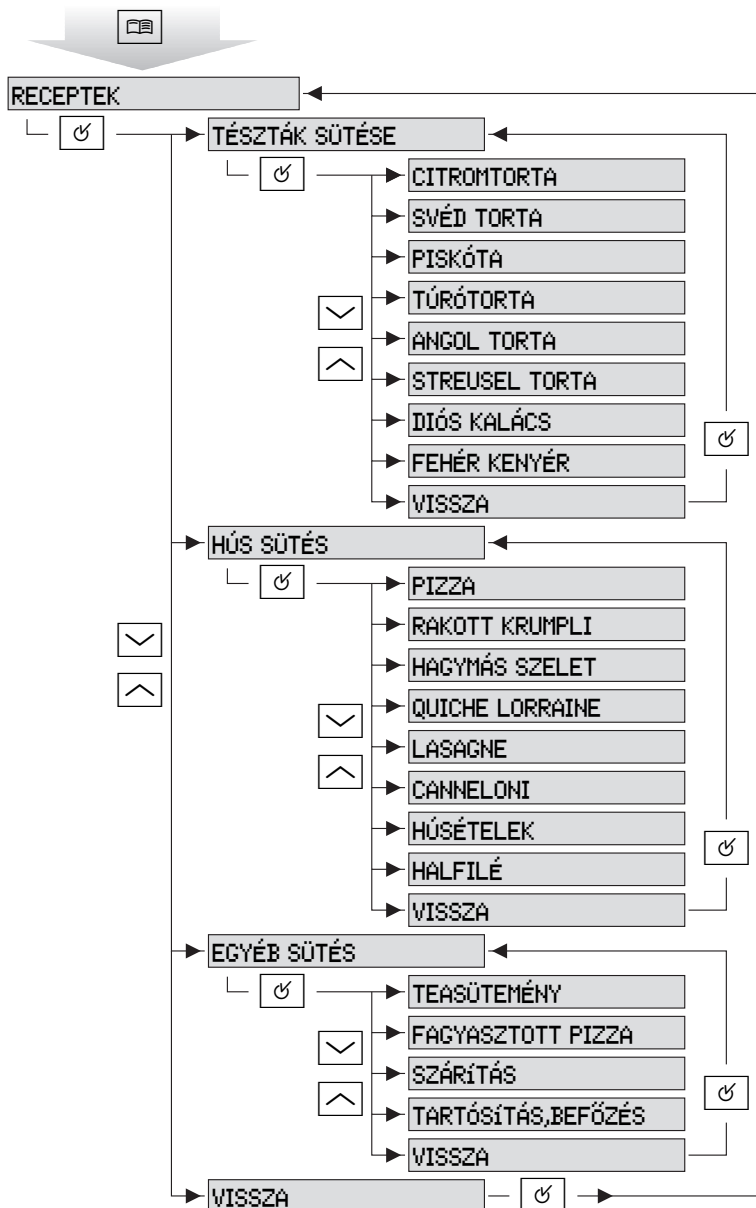 RECEPTEK
TÉSZTÁK SÜTÉSE
CITROMTORTA
SVÉD TORTA
PISKÓTA
TÚRÓTORTA
ANGOL TORTA
STREUSEL TORTA
DIÓS KALÁCS
FEHÉR KENYÉR
VISSZA
HÚS SÜTÉS
PIZZA
RAKOTT KRUMPLI
HAGYMÁS SZELET
QUICHE LORRAINE
LASAGNE
CANNELONI
HÚSÉTELEK
HALFILÉ
VISSZA
EGYÉB SÜTÉS
TEASÜTEMÉNY
FAGYASZTOTT PIZZA
SZÁRíTÁS
TARTÓSíTÁS,BEFŐZÉS
VISSZA
VISSZA